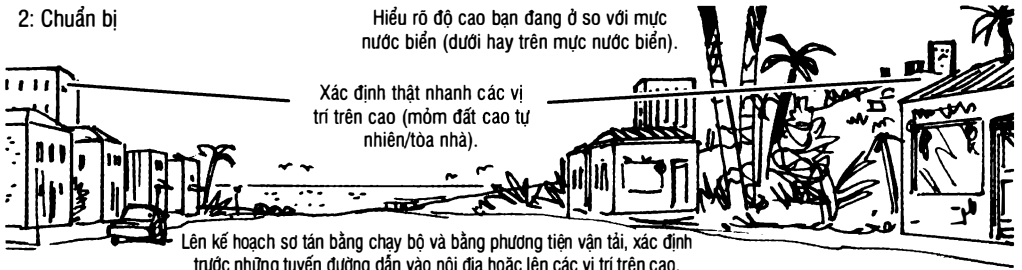 2: Chuẩn bị
Hiểu rõ độ cao bạn đang ở so với mực
nước biển (dưới hay trên mực nước biển).
Xác định thật nhanh các vị
trí trên cao (mỏm đất cao tự
nhiên/tòa nhà).
Lên kế hoạch sơ tán bằng chạy bộ và bằng phương tiện vận tải, xác định
trước những tuyến đường dẫn vào nội địa hoặc lên các vị trí trên cao.